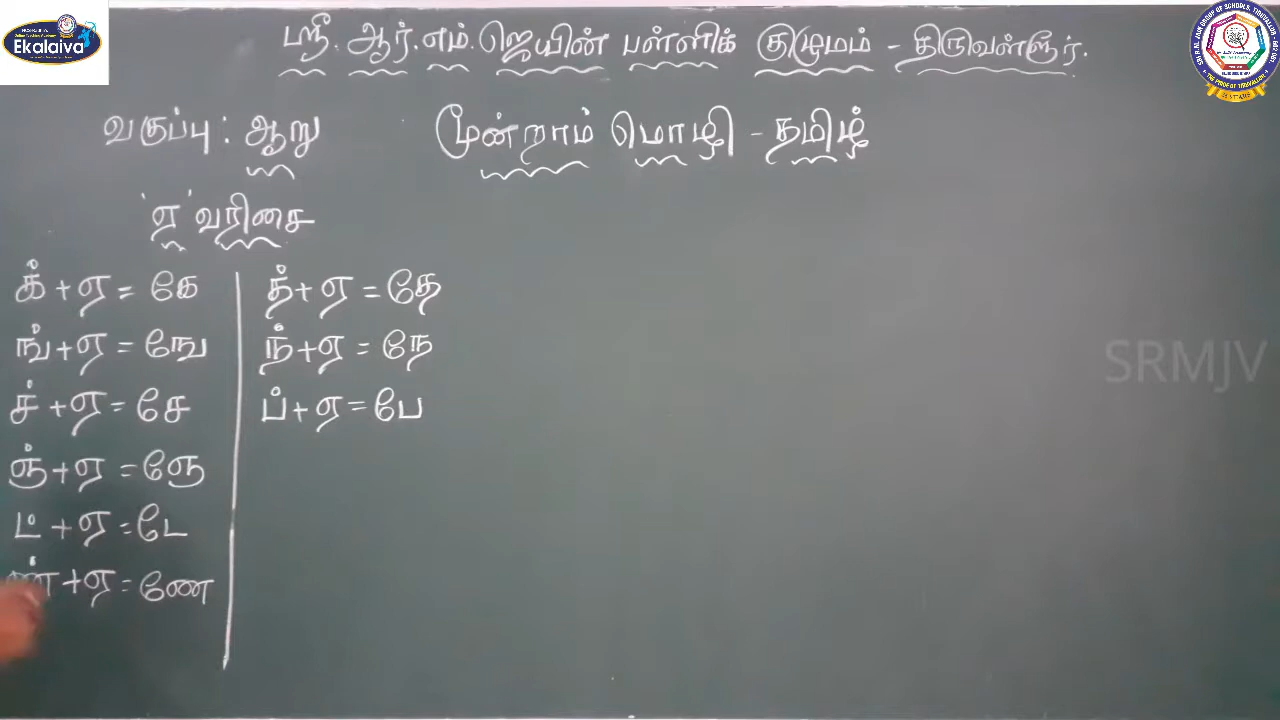 Ekalaiva
ஸ்ரீ. ஆர்.எம். ஜெயின் பள்ளிக் குழுமம் - திருவள்ளூர்.
வகுப்பு : ஆறு
மூன்றாம் மொழி - தமிழ்
'ஏ' வரிசை
க்+ஏ = கே
ங்+ஏ = ஙே
ச்+ஏ = சே
ஞ்+ஏ = ஞே
ட்+ஏ = டே
ண்+ஏ = ணே
த்+ஏ = தே
ந்+ஏ = நே
ப்+ஏ = பே
SRMJV